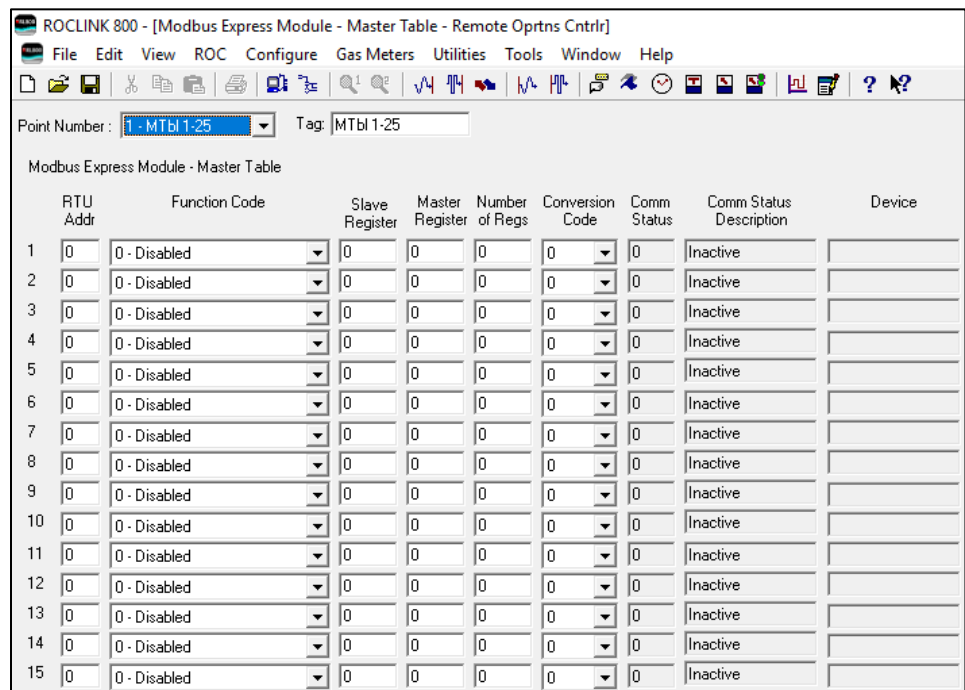 ROCLINK 800 - [Modbus Express Module - Master Table - Remote Oprtns Cntrlr]
File Edit View ROC Configure Gas Meters Utilities Tools Window Help
Point Number : 1 - MTbl 1-25 Tag: MTbl 1-25
Modbus Express Module - Master Table
RTU Addr Function Code Slave Register Master Register Number of Regs Conversion Code Comm Status Comm Status Description Device
1 0 0 - Disabled 0 0 0 0 0 Inactive
2 0 0 - Disabled 0 0 0 0 0 Inactive
3 0 0 - Disabled 0 0 0 0 0 Inactive
4 0 0 - Disabled 0 0 0 0 0 Inactive
5 0 0 - Disabled 0 0 0 0 0 Inactive
6 0 0 - Disabled 0 0 0 0 0 Inactive
7 0 0 - Disabled 0 0 0 0 0 Inactive
8 0 0 - Disabled 0 0 0 0 0 Inactive
9 0 0 - Disabled 0 0 0 0 0 Inactive
10 0 0 - Disabled 0 0 0 0 0 Inactive
11 0 0 - Disabled 0 0 0 0 0 Inactive
12 0 0 - Disabled 0 0 0 0 0 Inactive
13 0 0 - Disabled 0 0 0 0 0 Inactive
14 0 0 - Disabled 0 0 0 0 0 Inactive
15 0 0 - Disabled 0 0 0 0 0 Inactive